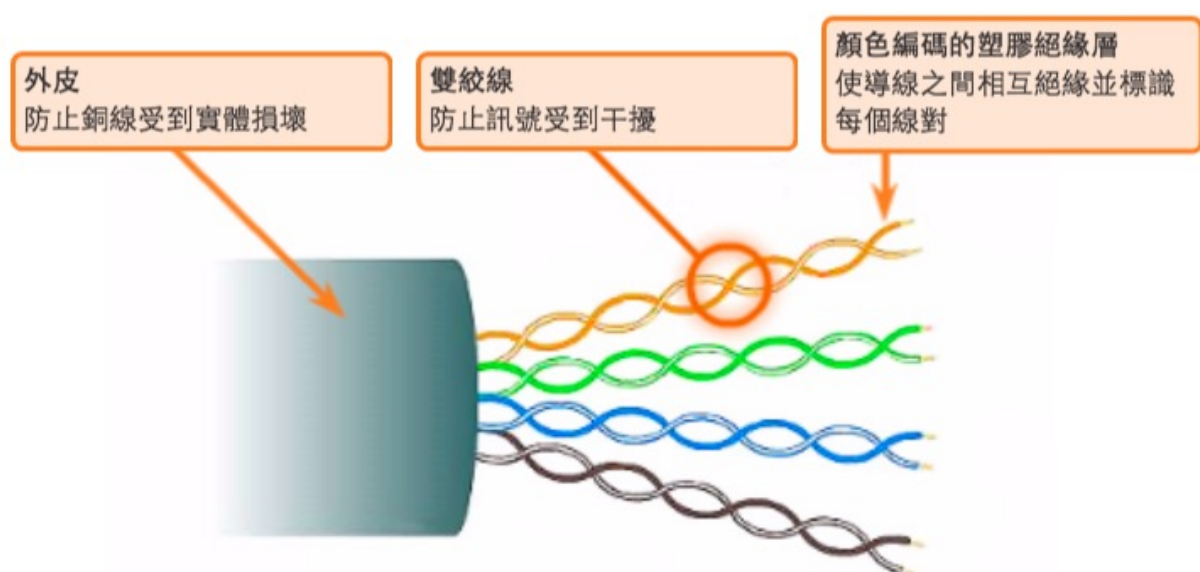 外皮
防止銅線受到實體損壞
雙絞線
防止訊號受到干擾
顏色編碼的塑膠絕緣層
使導線之間相互絕緣並標識
每個線對